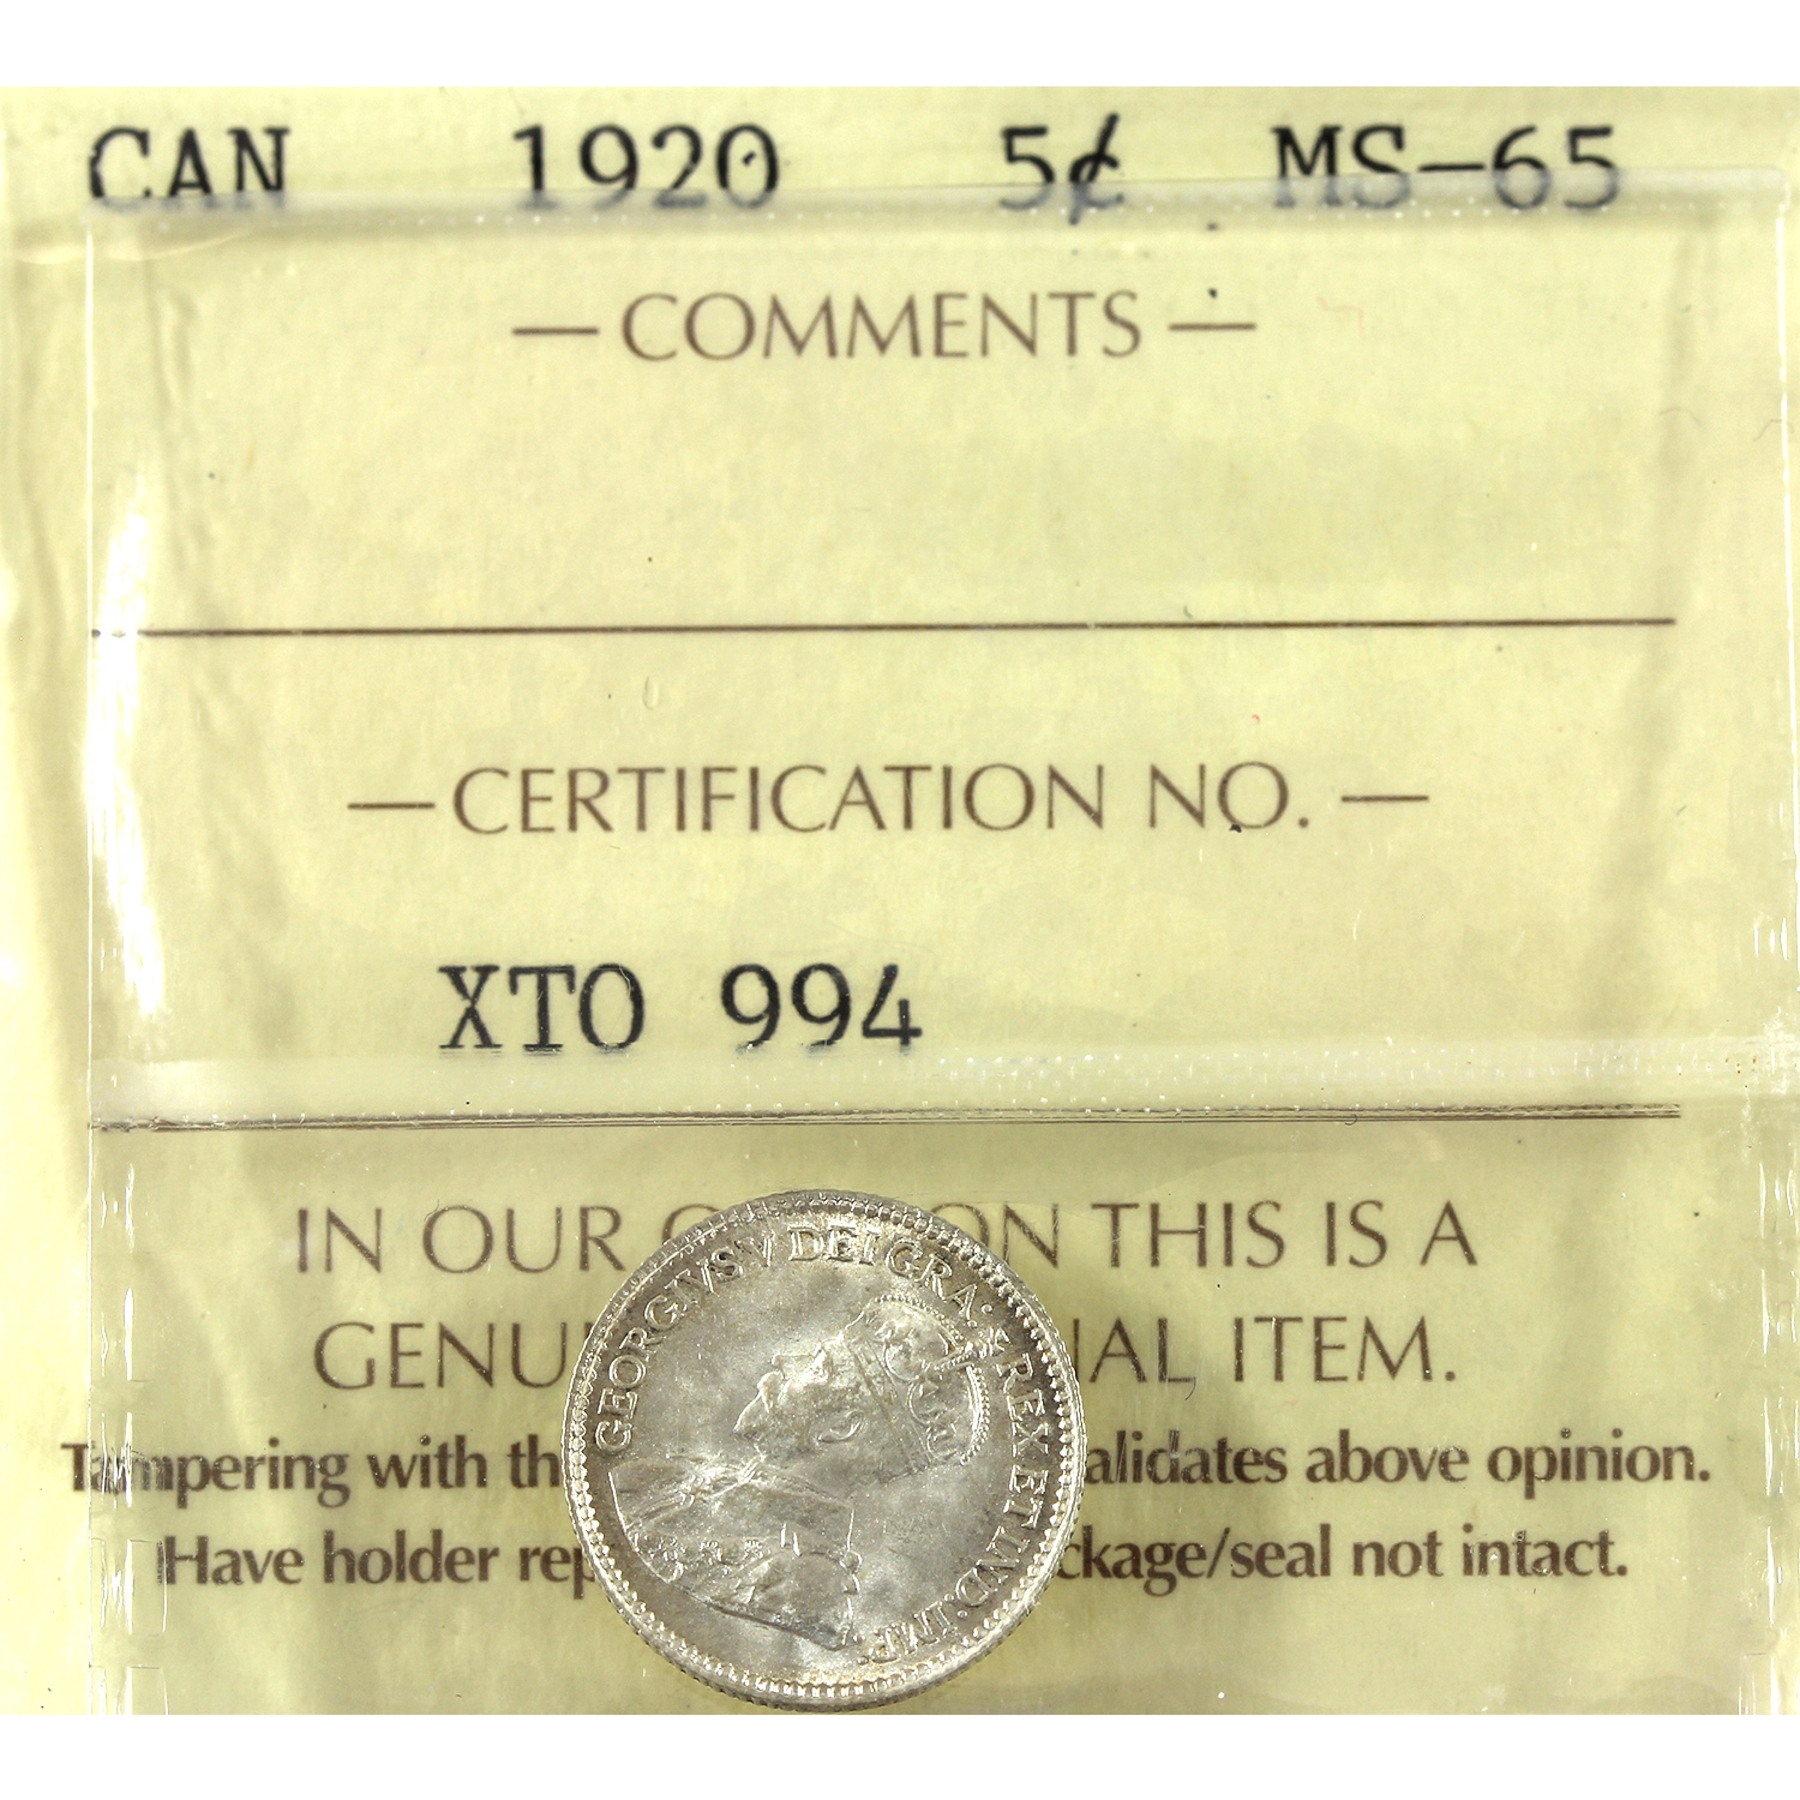 CAN 1920 5¢ MS-65
— COMMENTS —
— CERTIFICATION NO. —
XTO 994
IN OUR O ON THIS IS A
GENU NAL ITEM.
Tampering with th alidates above opinion.
Have holder rep ckage/seal not intact.
GEORGIVS V DEI GRA: REX ET IND: IMP: